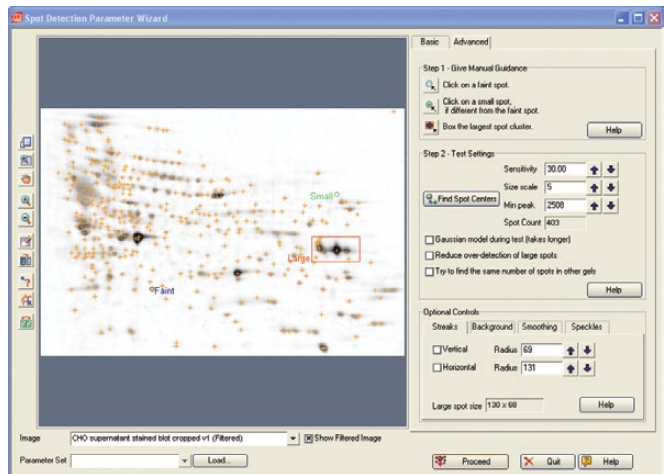 Spot Detection Parameter Wizard
Basic Advanced
Step 1 - Give Manual Guidance
Click on a faint spot.
Click on a small spot,
if different from the faint spot.
Box the largest spot cluster.
Help
Step 2 - Test Settings
Sensitivity 30.00
Size scale 5
Find Spot Centers
Min peak 2508
Spot Count 403
Gaussian model during test (takes longer)
Reduce over-detection of large spots
Try to find the same number of spots in other gels
Help
Optional Controls
Streaks Background Smoothing Speckles
Vertical Radius 69
Horizontal Radius 131
Large spot size 130 x 68 Help
Small
Large
Faint
Image CHO supernatant stained blot cropped v1 (Filtered) Show Filtered Image
Parameter Set Load... Proceed Quit Help